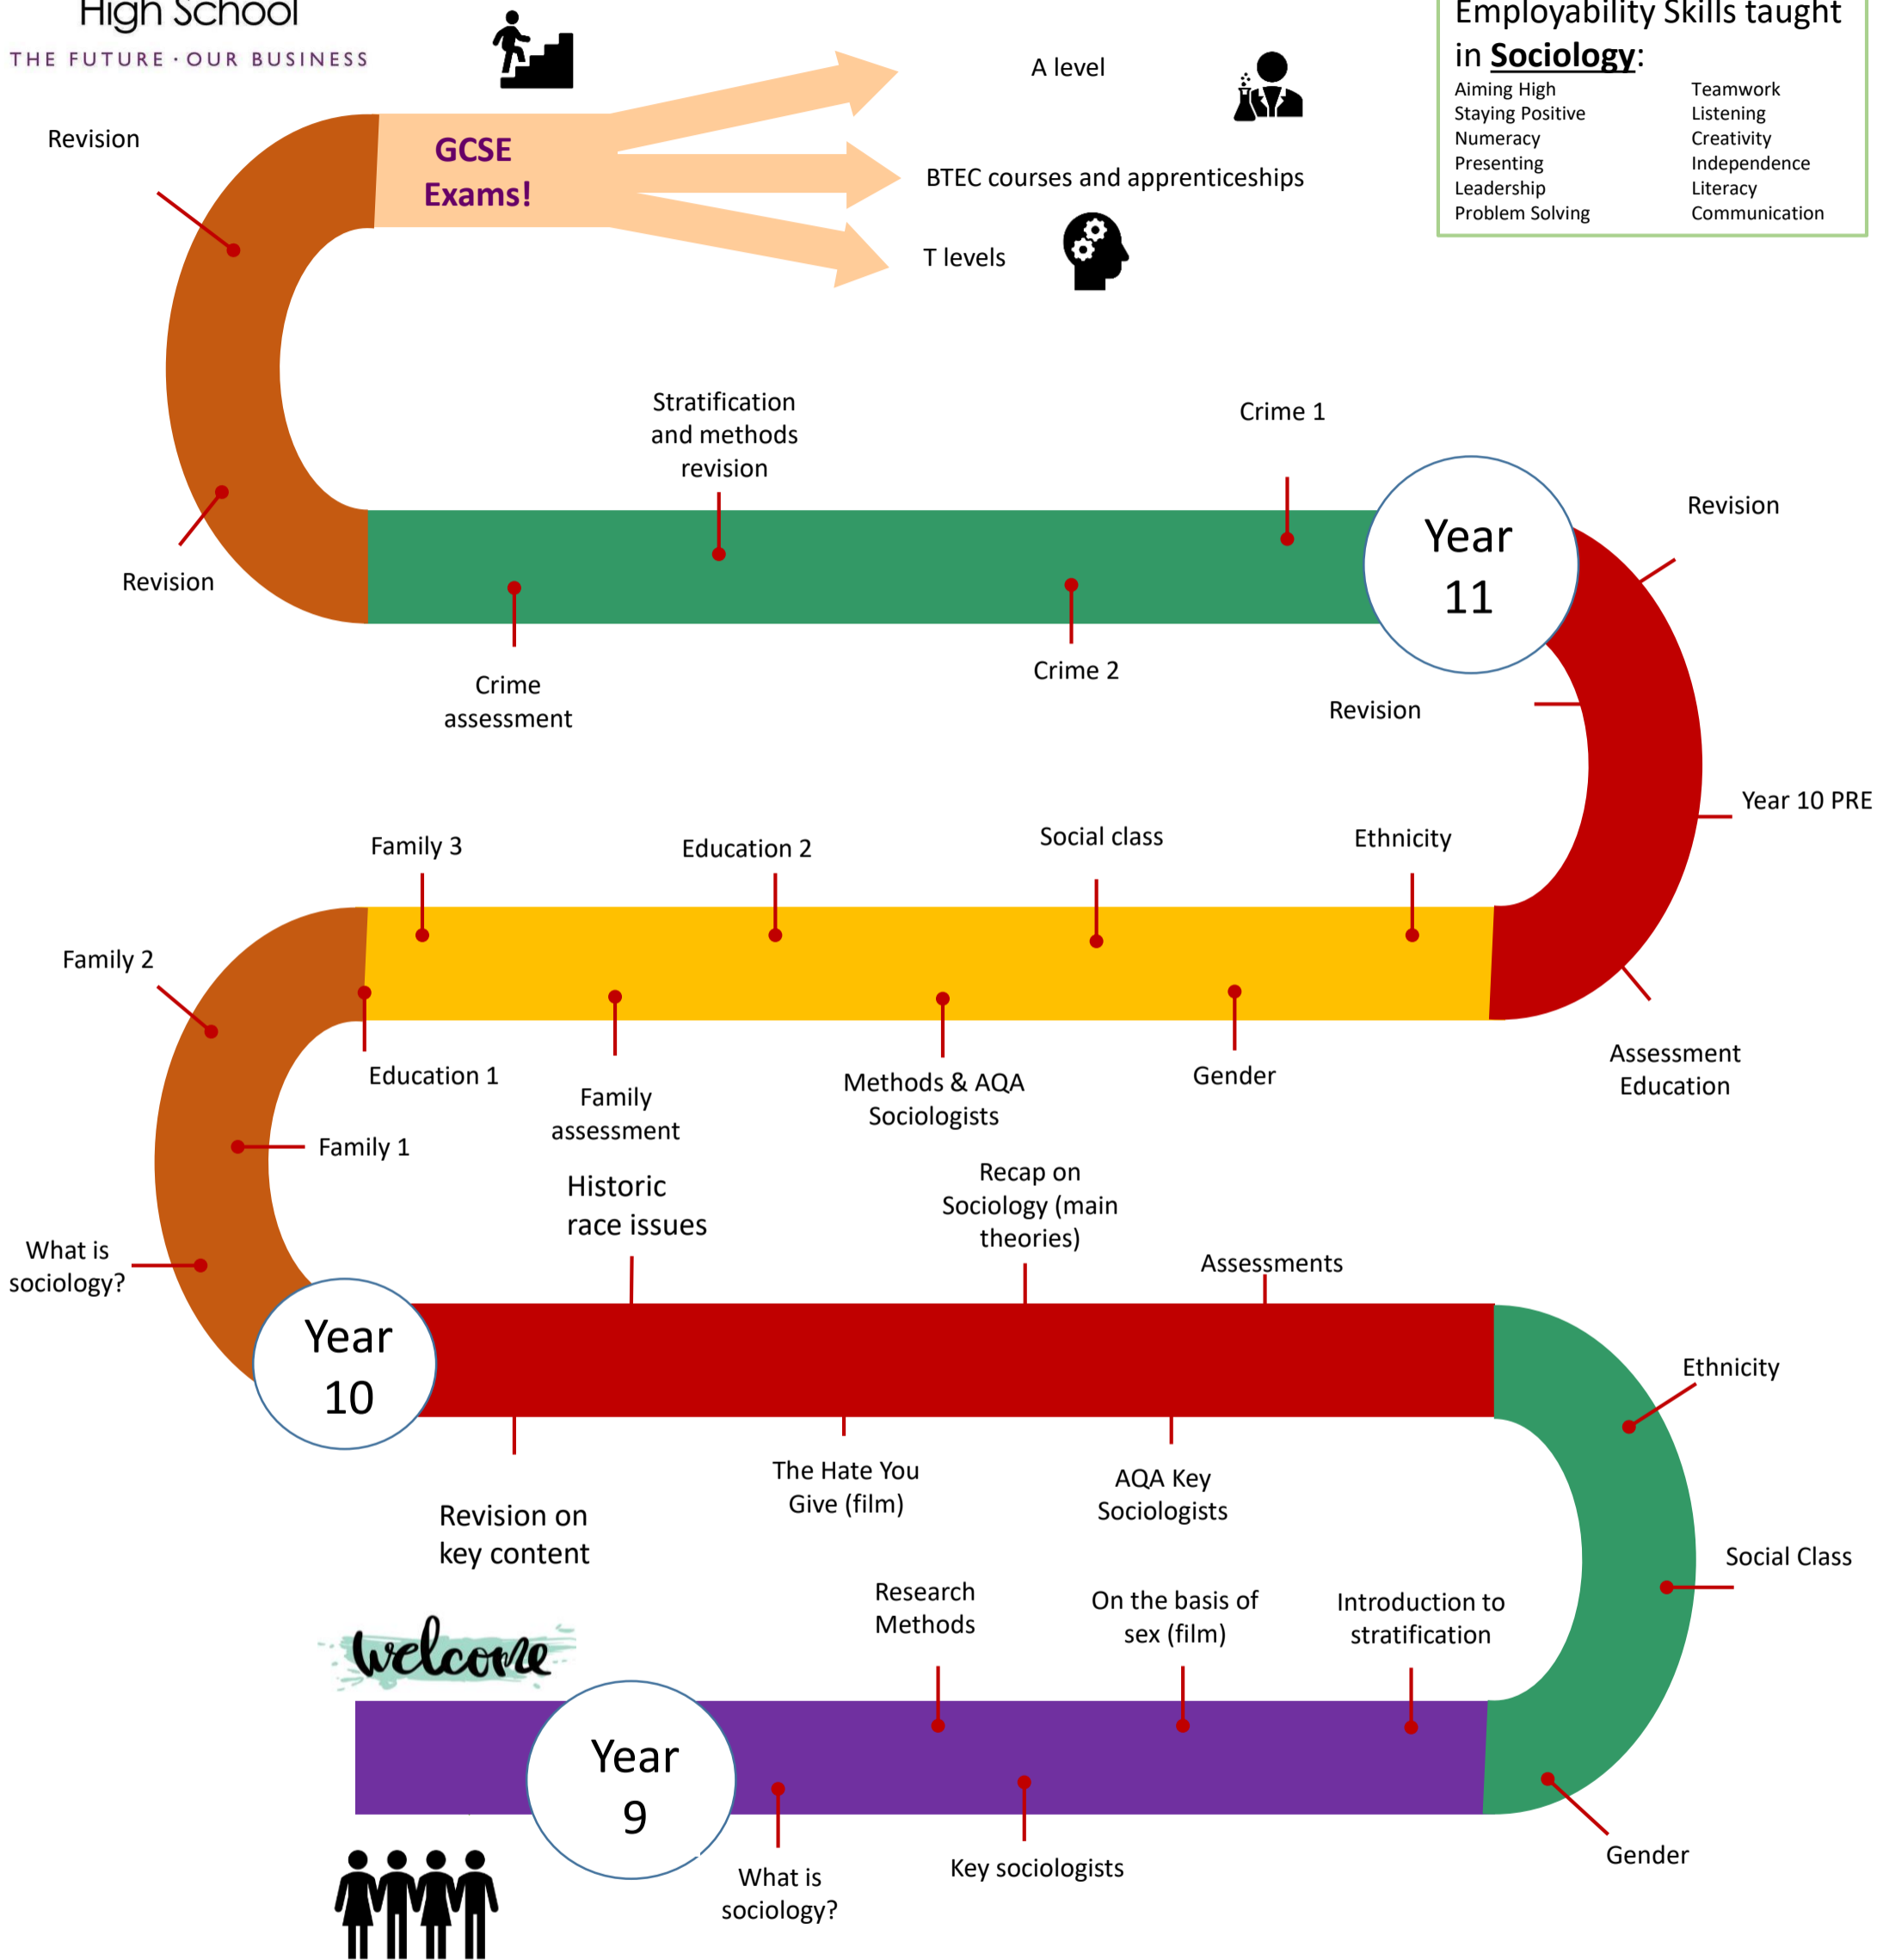 High School
THE FUTURE · OUR BUSINESS
Employability Skills taught
in Sociology:
Aiming High
Staying Positive
Numeracy
Presenting
Leadership
Problem Solving
Teamwork
Listening
Creativity
Independence
Literacy
Communication
A level
BTEC courses and apprenticeships
T levels
GCSE
Exams!
Revision
Revision
Stratification
and methods
revision
Crime 1
Crime
assessment
Crime 2
Year
11
Revision
Revision
Year 10 PRE
Assessment
Education
Family 3
Education 2
Social class
Ethnicity
Family 2
Education 1
Family
assessment
Methods & AQA
Sociologists
Gender
Family 1
What is
sociology?
Historic
race issues
Recap on
Sociology (main
theories)
Assessments
Year
10
Revision on
key content
The Hate You
Give (film)
AQA Key
Sociologists
Ethnicity
Social Class
Gender
welcome
Research
Methods
On the basis of
sex (film)
Introduction to
stratification
Year
9
What is
sociology?
Key sociologists